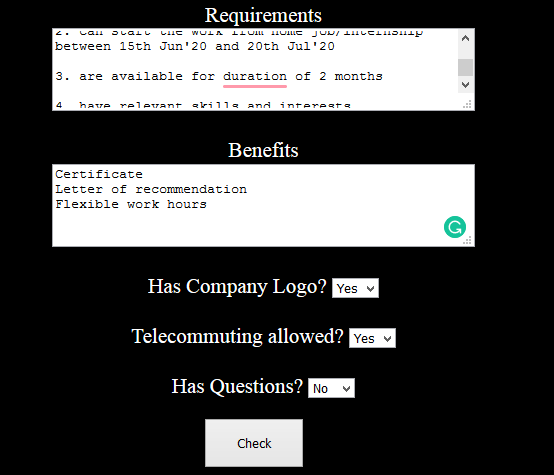 Requirements
2. can start the work from home job/internship
between 15th Jun'20 and 20th Jul'20
3. are available for duration of 2 months
4. have relevant skills and interests
Benefits
Certificate
Letter of recommendation
Flexible work hours
Has Company Logo? Yes
Telecommuting allowed? Yes
Has Questions? No
Check